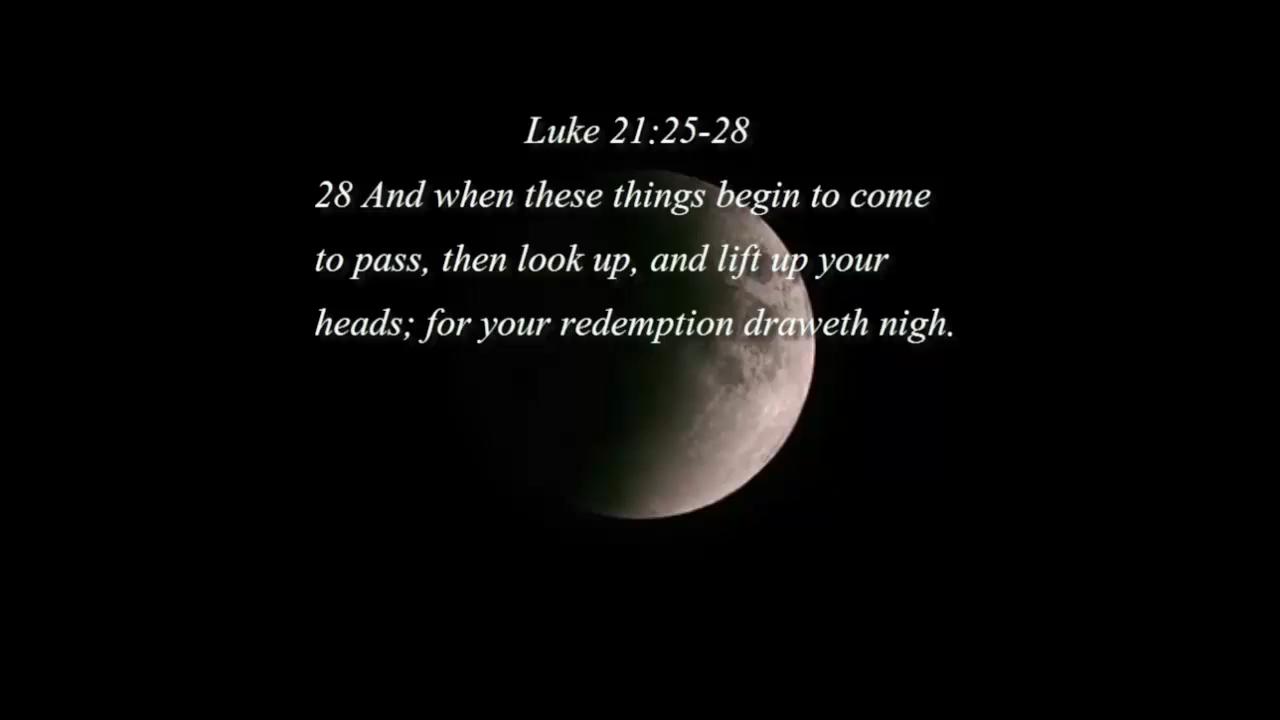 Luke 21:25-28
28 And when these things begin to come
to pass, then look up, and lift up your
heads; for your redemption draweth nigh.